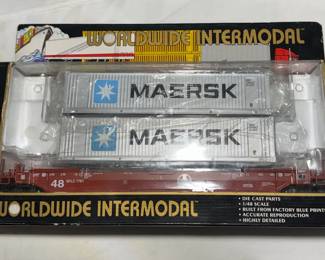 WORLDWIDE INTERMODAL
MAERSK
MAERSK
48
WORLDWIDE INTERMODAL
DIE CAST PARTS
1/48 SCALE
BUILT FROM FACTORY BLUE PRINTS
ACCURATE REPRODUCTION
HIGHLY DETAILED